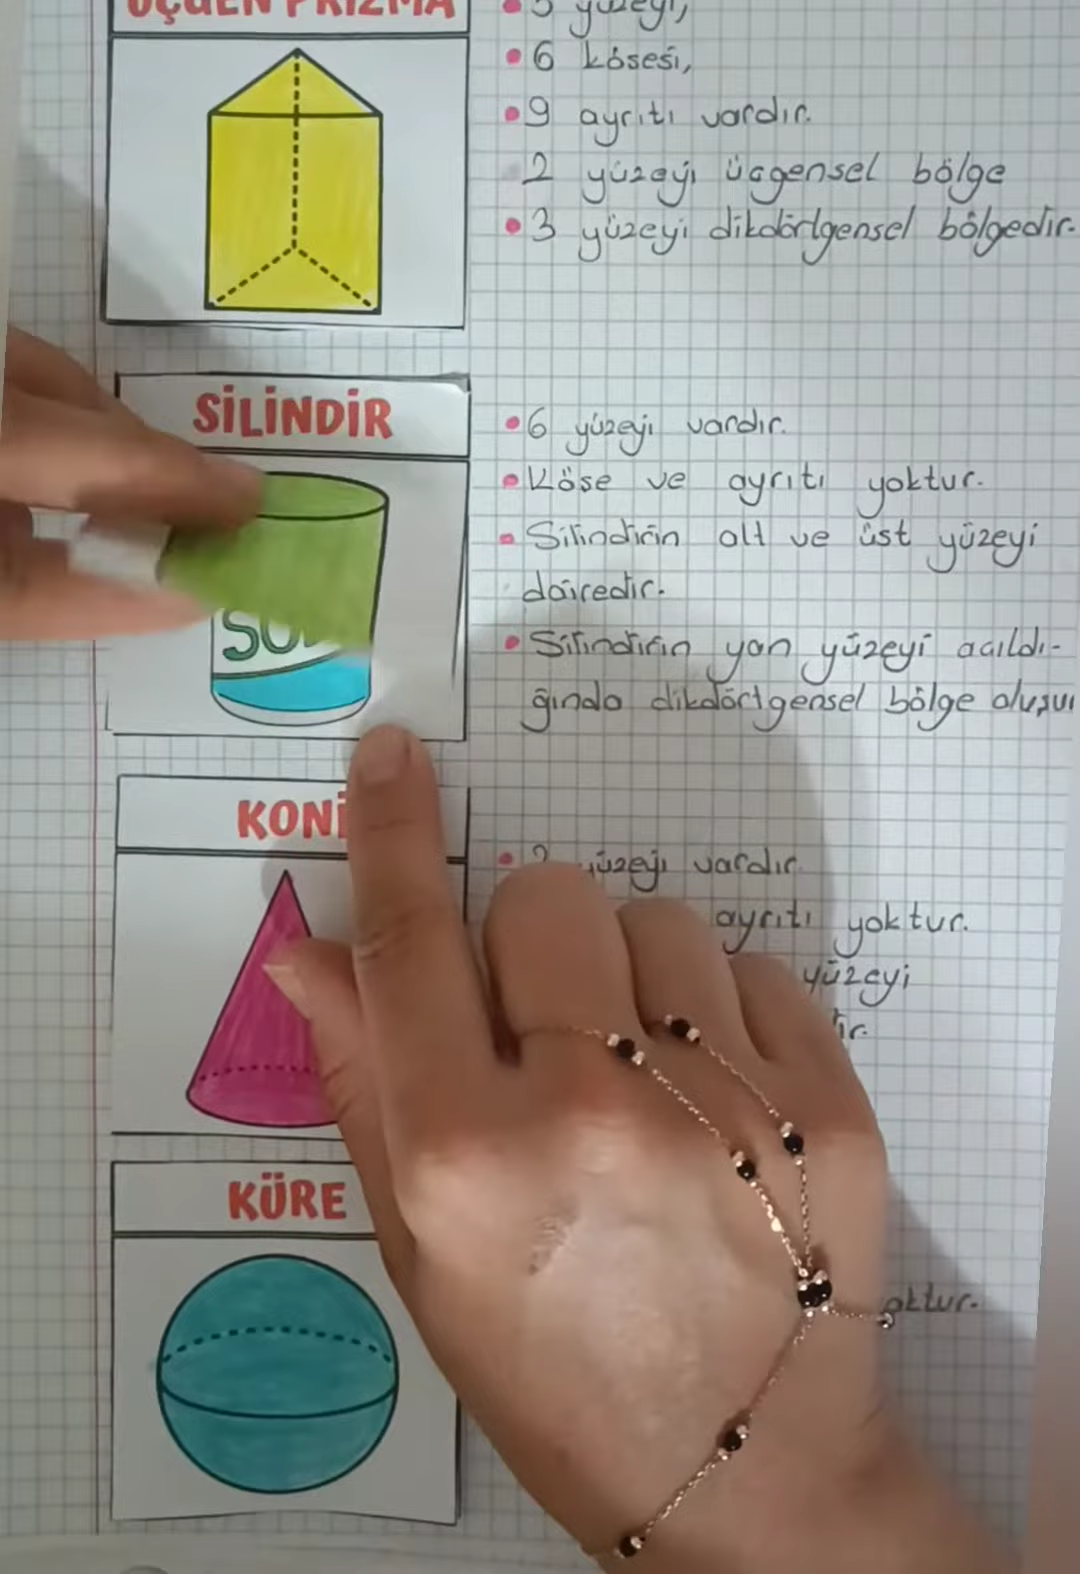 ÜÇGEN PRİZMA
• 5 yüzeyi,
• 6 köşesi,
• 9 ayrıtı vardır.
2 yüzeyi üçgensel bölge
• 3 yüzeyi dikdörtgensel bölgedir.
SİLİNDİR
• 6 yüzeyi vardır.
• Köşe ve ayrıtı yoktur.
• Silindirin alt ve üst yüzeyi
dairedir.
• Silindirin yan yüzeyi açıldı-
ğında dikdörtgensel bölge oluşur
KONİ
yüzeyi vardır.
ayrıtı yoktur.
yüzeyi
KÜRE